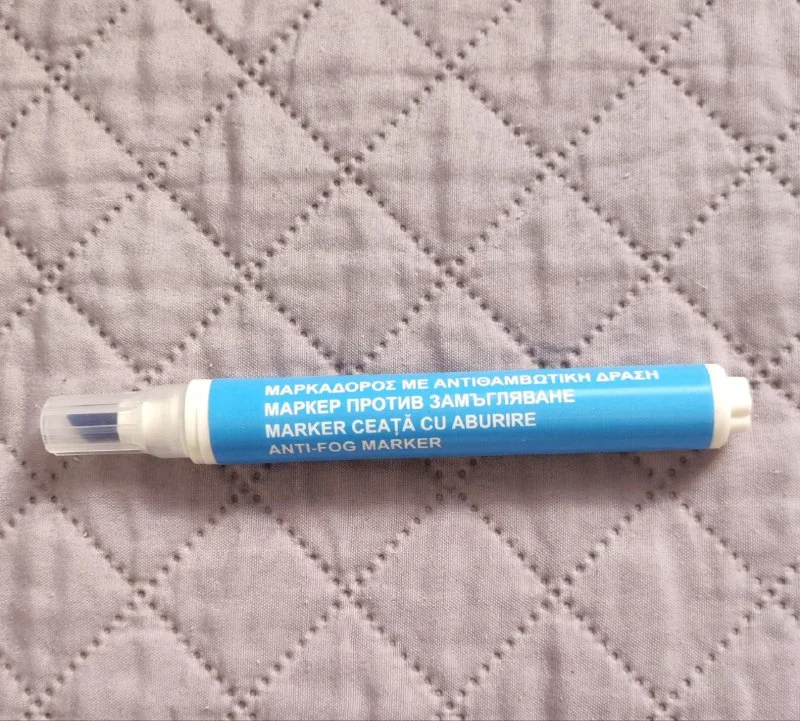 ΜΑΡΚΑΔΟΡΟΣ ΜΕ ΑΝΤΙΘΑΜΒΩΤΙΚΗ ΔΡΑΣΗ
МАРКЕР ПРОТИВ ЗАМЪГЛЯВАНЕ
MARKER CEAȚĂ CU ABURIRE
ANTI-FOG MARKER